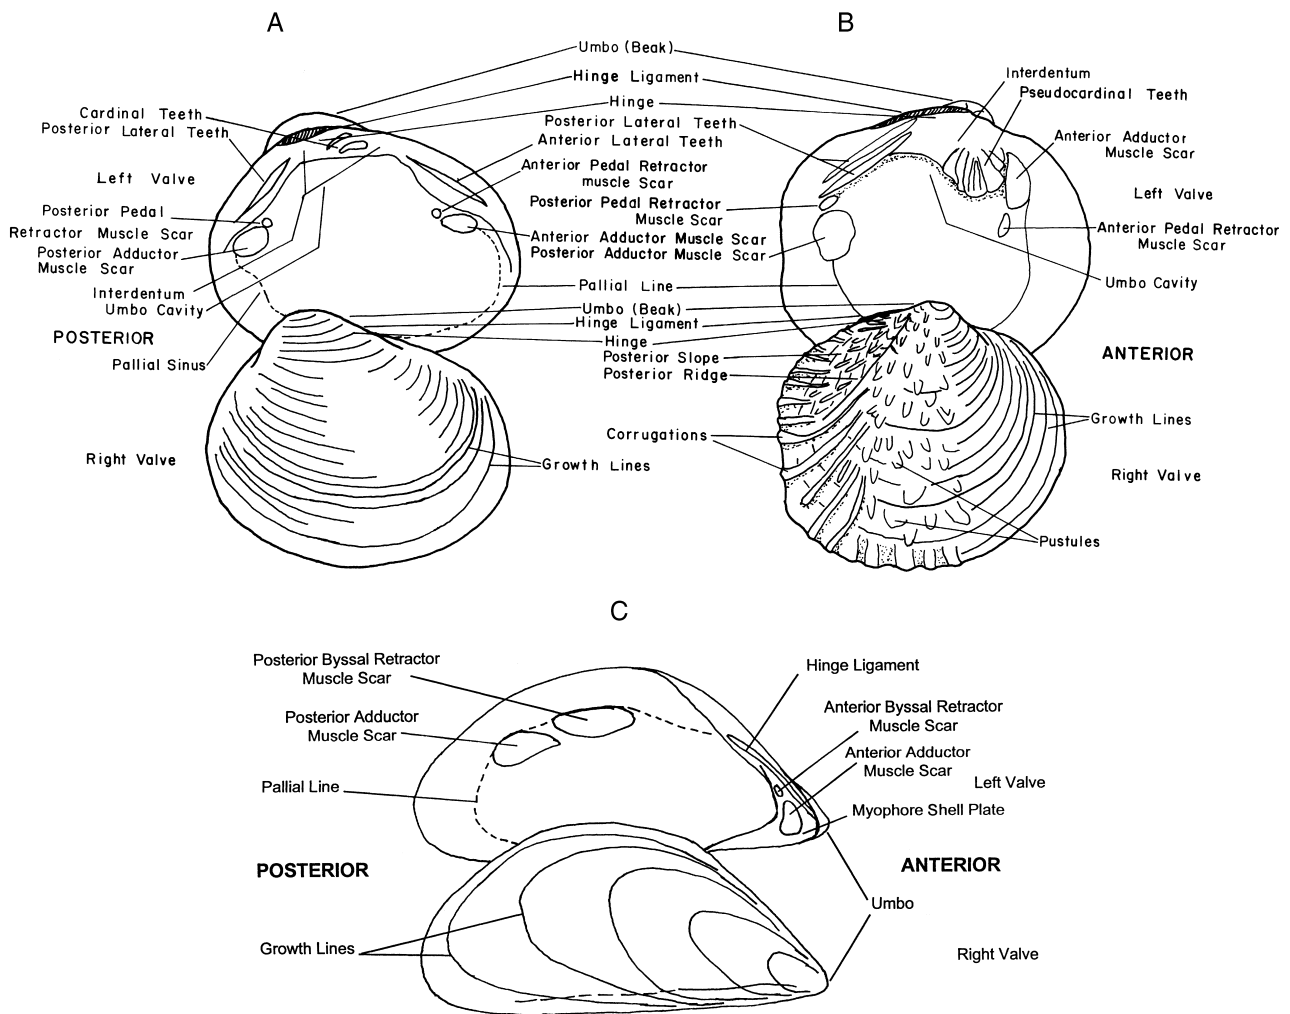 A
B
Umbo (Beak)
Hinge Ligament
Hinge
Cardinal Teeth
Posterior Lateral Teeth
Left Valve
Posterior Pedal
Retractor Muscle Scar
Posterior Adductor
Muscle Scar
Interdentum
Umbo Cavity
POSTERIOR
Pallial Sinus
Right Valve
Posterior Lateral Teeth
Anterior Lateral Teeth
Anterior Pedal Retractor
muscle Scar
Posterior Pedal Retractor
Muscle Scar
Anterior Adductor Muscle Scar
Posterior Adductor Muscle Scar
Pallial Line
Umbo (Beak)
Hinge Ligament
Hinge
Posterior Slope
Posterior Ridge
Corrugations
Growth Lines
Interdentum
Pseudocardinal Teeth
Anterior Adductor
Muscle Scar
Left Valve
Anterior Pedal Retractor
Muscle Scar
Umbo Cavity
ANTERIOR
Growth Lines
Right Valve
Pustules
C
Posterior Byssal Retractor
Muscle Scar
Posterior Adductor
Muscle Scar
Pallial Line
POSTERIOR
Growth Lines
Hinge Ligament
Anterior Byssal Retractor
Muscle Scar
Anterior Adductor
Muscle Scar
Left Valve
Myophore Shell Plate
ANTERIOR
Umbo
Right Valve